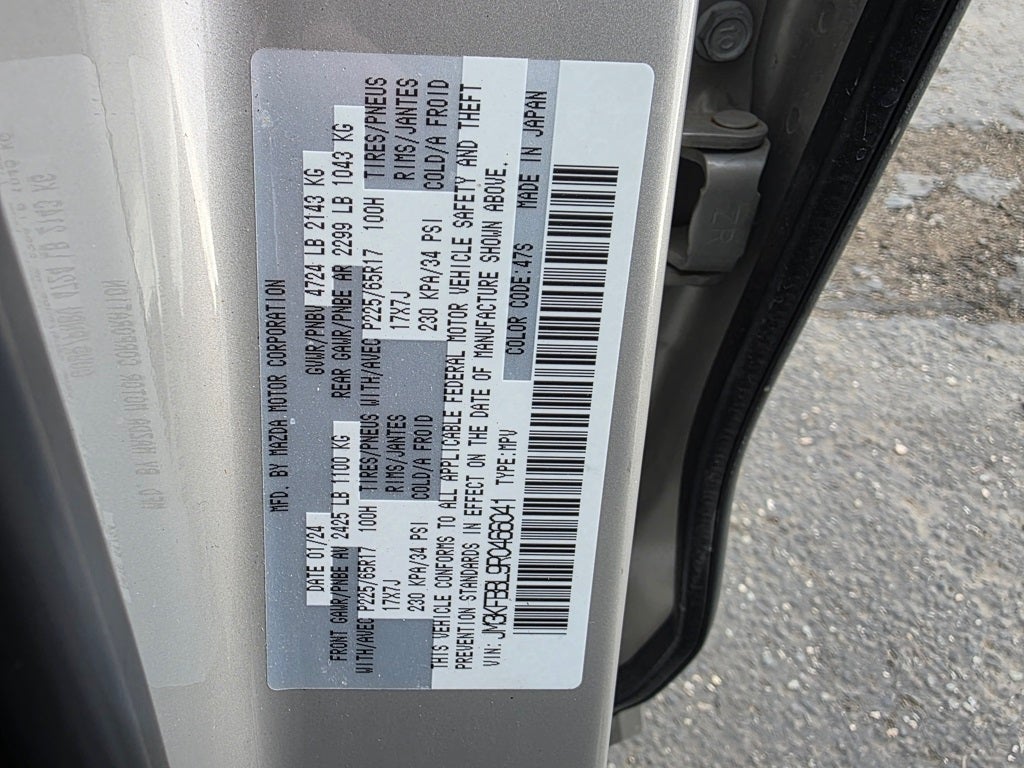 MFD. BY MAZDA MOTOR CORPORATION
DATE 01/24 GVWR/PNBV 4724 LB 2143 KG
FRONT GAWR/PNBE AV 2425 LB 1100 KG REAR GAWR/PNBE AR 2299 LB 1043 KG
WITH/AVEC P225/65R17 100H TIRES/PNEUS WITH/AVEC P225/65R17 100H TIRES/PNEUS
17X7J RIMS/JANTES 17X7J RIMS/JANTES
230 KPA/34 PSI COLD/A FROID 230 KPA/34 PSI COLD/A FROID
THIS VEHICLE CONFORMS TO ALL APPLICABLE FEDERAL MOTOR VEHICLE SAFETY AND THEFT
PREVENTION STANDARDS IN EFFECT ON THE DATE OF MANUFACTURE SHOWN ABOVE.
VIN: JM3KFBBL9R0466041 TYPE:MPV COLOR CODE:47S MADE IN JAPAN
10
ZR